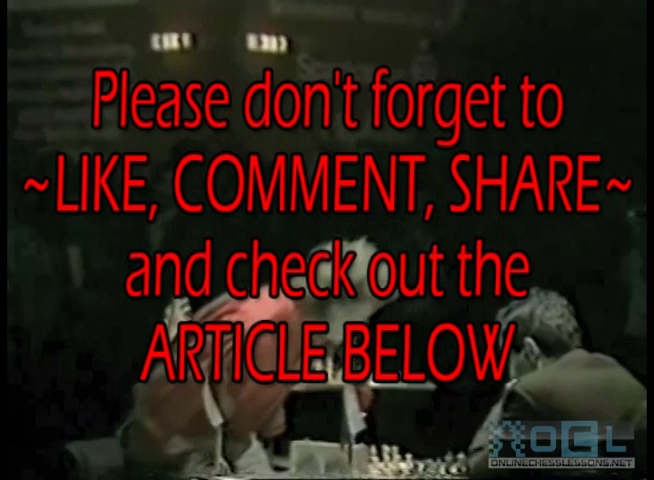 Please don't forget to
~LIKE, COMMENT, SHARE~
and check out the
ARTICLE BELOW
OCL
ONLINECHESSLESSONS.NET